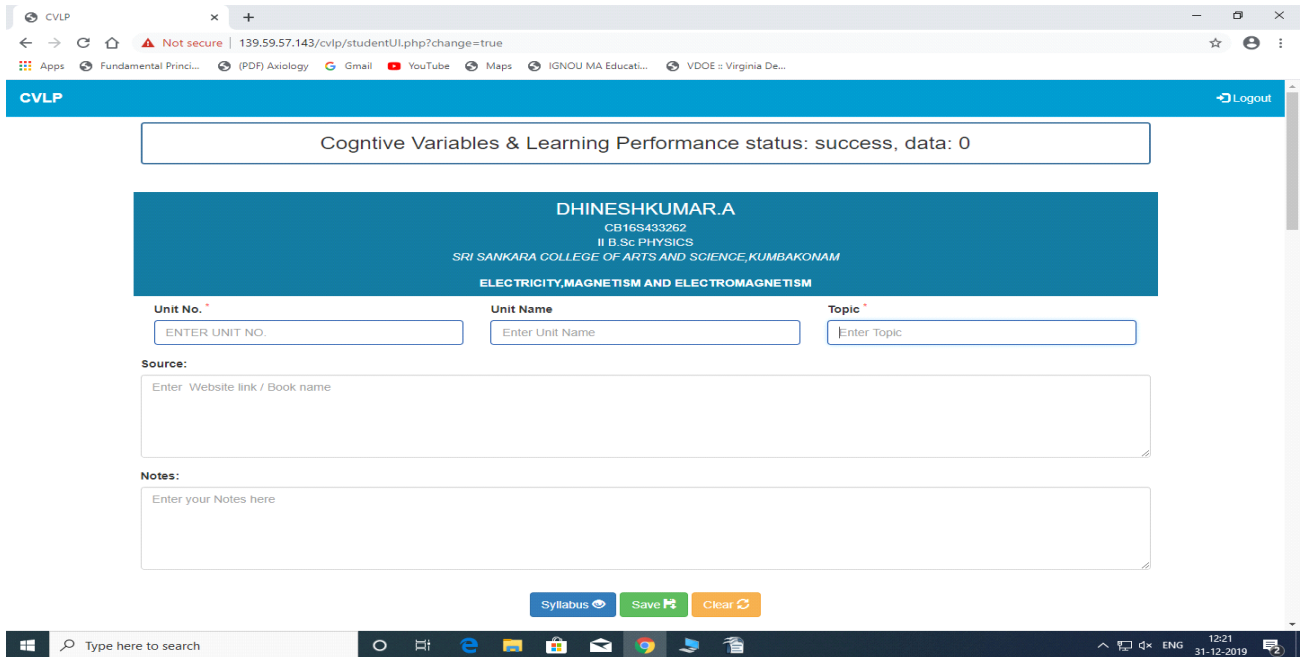 CVLP
Not secure | 139.59.57.143/cvlp/studentUI.php?change=true
Apps Fundamental Princi... (PDF) Axiology Gmail YouTube Maps IGNOU MA Educati... VDOE :: Virginia De...
CVLP Logout
Cogntive Variables & Learning Performance status: success, data: 0
DHINESHKUMAR.A
CB16S433262
II B.Sc PHYSICS
SRI SANKARA COLLEGE OF ARTS AND SCIENCE,KUMBAKONAM
ELECTRICITY,MAGNETISM AND ELECTROMAGNETISM
Unit No. * Unit Name Topic *
ENTER UNIT NO. Enter Unit Name Enter Topic
Source:
Enter Website link / Book name
Notes:
Enter your Notes here
Syllabus Save Clear
Type here to search ENG 12:21
31-12-2019 2